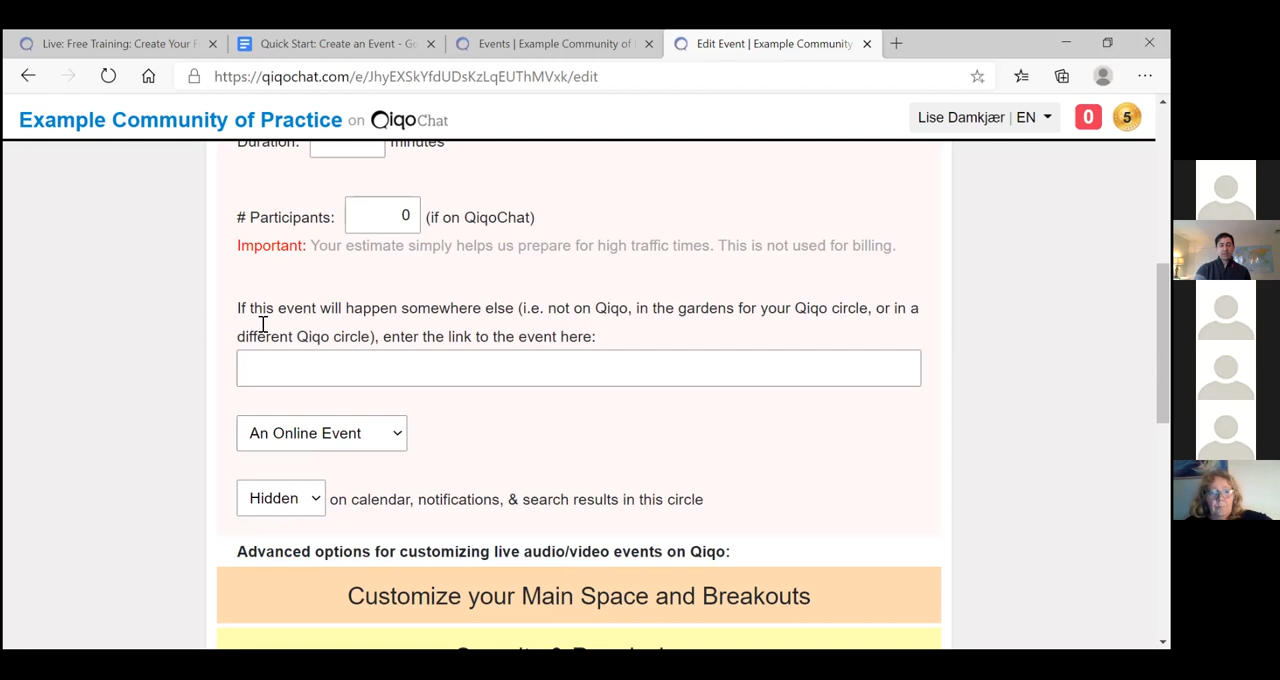 Live: Free Training: Create Your F
Quick Start: Create an Event - Go
Events | Example Community of
Edit Event | Example Community
https://qiqochat.com/e/JhyEXSkYfdUDsKzLqEUThMVxk/edit
Example Community of Practice on QiqoChat
Lise Damkjær | EN
0
5
Duration: minutes
# Participants: 0 (if on QiqoChat)
Important: Your estimate simply helps us prepare for high traffic times. This is not used for billing.
If this event will happen somewhere else (i.e. not on Qiqo, in the gardens for your Qiqo circle, or in a
different Qiqo circle), enter the link to the event here:
An Online Event
Hidden on calendar, notifications, & search results in this circle
Advanced options for customizing live audio/video events on Qiqo:
Customize your Main Space and Breakouts